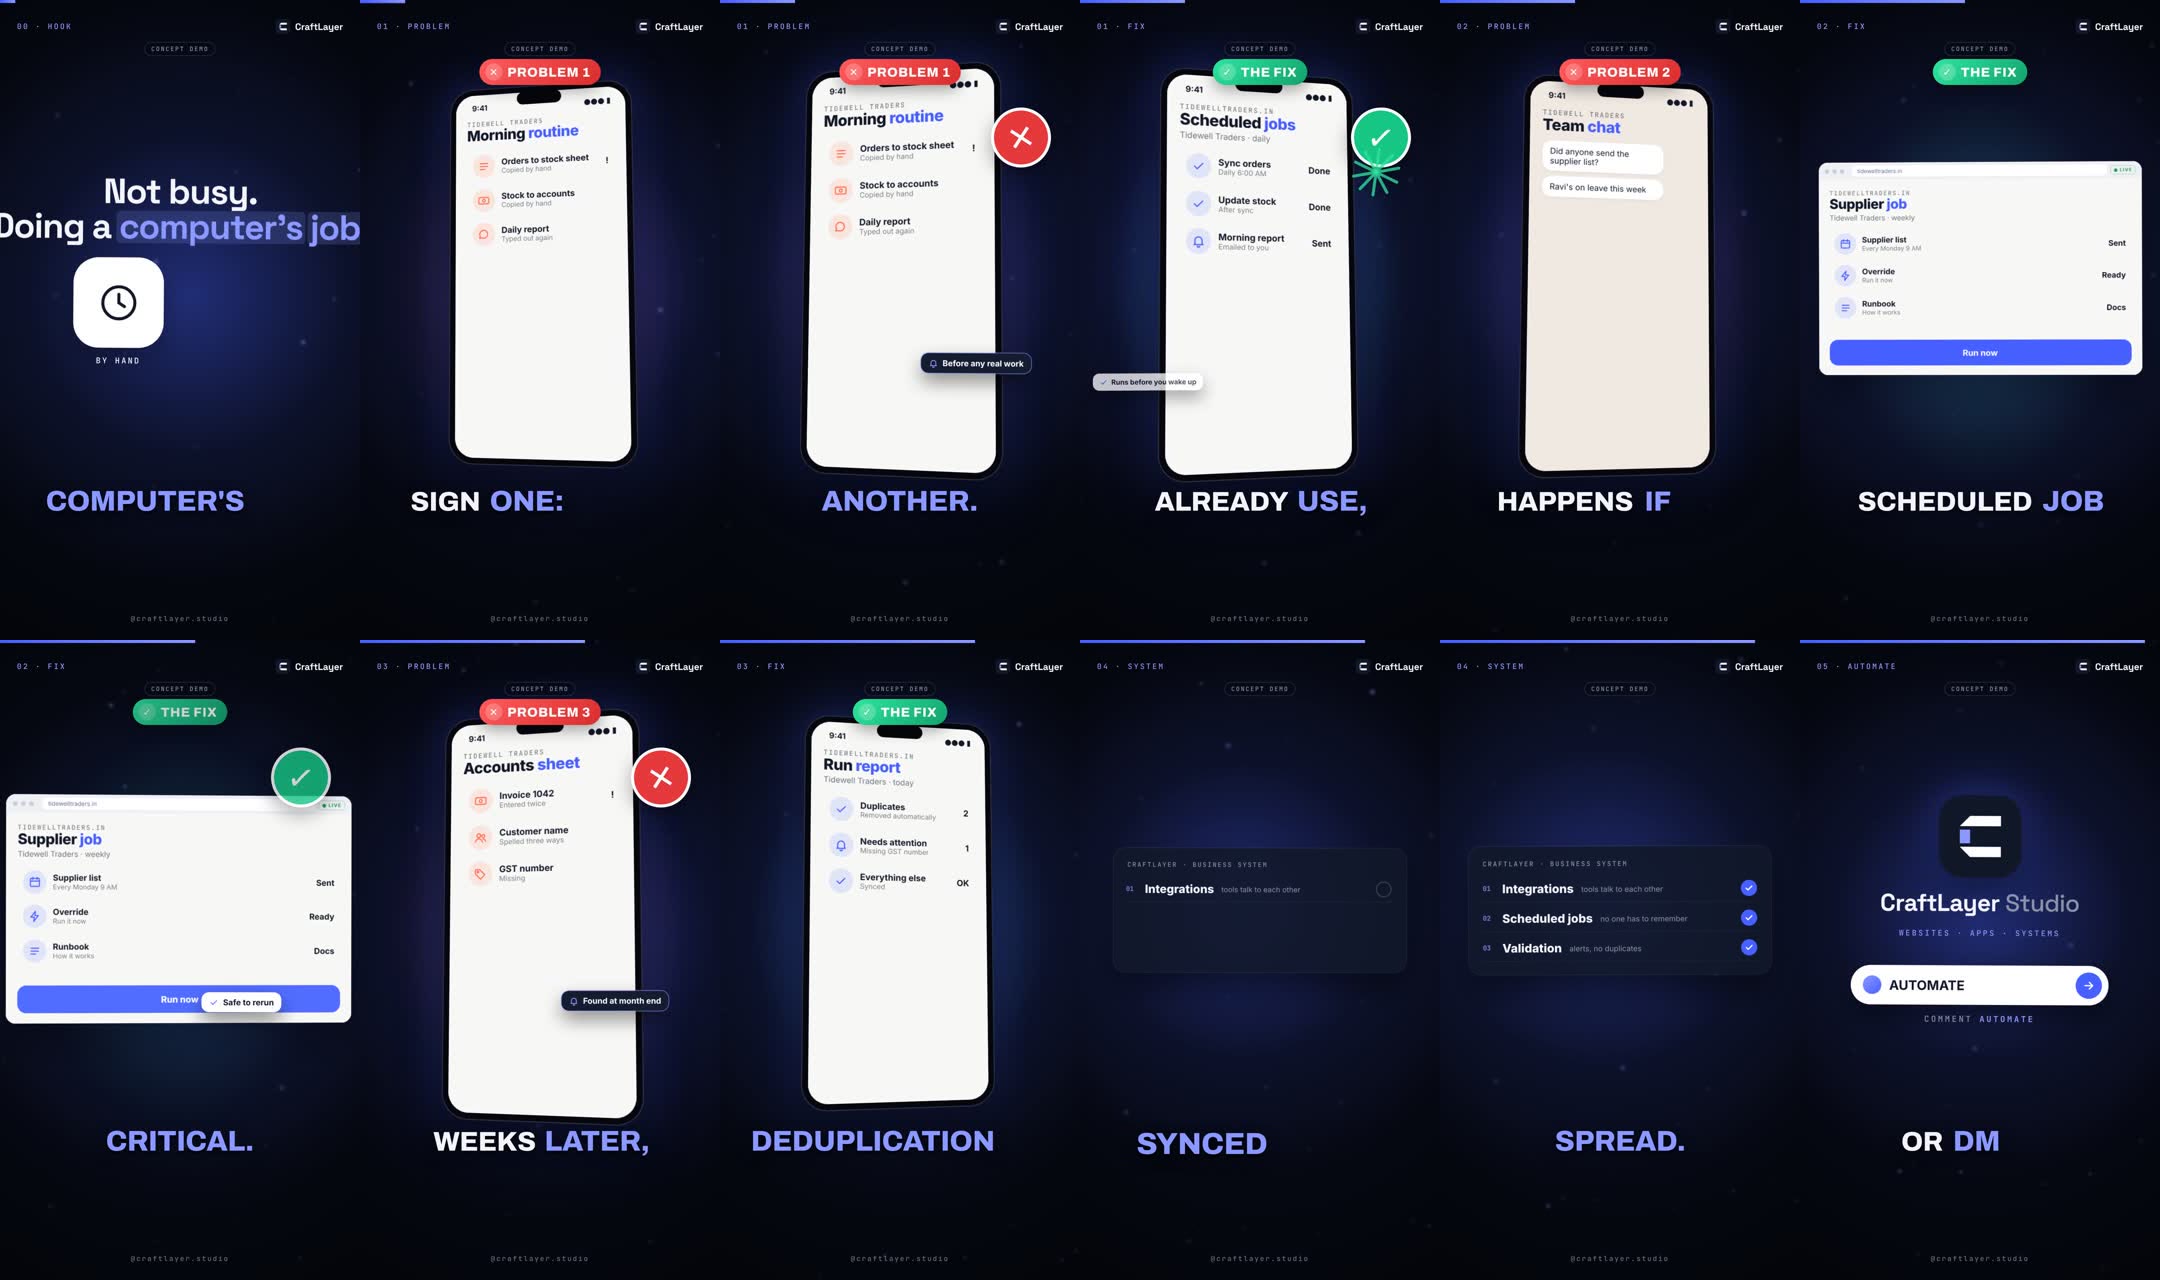 00 · HOOK
CraftLayer
CONCEPT DEMO
Not busy.
Doing a computer's job
BY HAND
COMPUTER'S
@craftlayer.studio
01 · PROBLEM
CraftLayer
CONCEPT DEMO
PROBLEM 1
9:41
TIDEWELL TRADERS
Morning routine
Orders to stock sheet
!
Copied by hand
Stock to accounts
Copied by hand
Daily report
Typed out again
SIGN ONE:
@craftlayer.studio
01 · PROBLEM
CraftLayer
CONCEPT DEMO
PROBLEM 1
9:41
TIDEWELL TRADERS
Morning routine
Orders to stock sheet
!
Copied by hand
Stock to accounts
Copied by hand
Daily report
Typed out again
Before any real work
ANOTHER.
@craftlayer.studio
01 · FIX
CraftLayer
CONCEPT DEMO
THE FIX
9:41
TIDEWELLTRADERS.IN
Scheduled jobs
Tidewell Traders · daily
Sync orders
Daily 6:00 AM
Done
Update stock
After sync
Done
Morning report
Emailed to you
Sent
Runs before you wake up
ALREADY USE,
@craftlayer.studio
02 · PROBLEM
CraftLayer
CONCEPT DEMO
PROBLEM 2
9:41
TIDEWELL TRADERS
Team chat
Did anyone send the
supplier list?
Ravi's on leave this week
HAPPENS IF
@craftlayer.studio
02 · FIX
CraftLayer
CONCEPT DEMO
THE FIX
tidewelltraders.in
LIVE
TIDEWELLTRADERS.IN
Supplier job
Tidewell Traders · weekly
Supplier list
Every Monday 9 AM
Sent
Override
Run it now
Ready
Runbook
How it works
Docs
Run now
SCHEDULED JOB
@craftlayer.studio
02 · FIX
CraftLayer
CONCEPT DEMO
THE FIX
tidewelltraders.in
LIVE
TIDEWELLTRADERS.IN
Supplier job
Tidewell Traders · weekly
Supplier list
Every Monday 9 AM
Sent
Override
Run it now
Ready
Runbook
How it works
Docs
Run now
Safe to rerun
CRITICAL.
@craftlayer.studio
03 · PROBLEM
CraftLayer
CONCEPT DEMO
PROBLEM 3
9:41
TIDEWELL TRADERS
Accounts sheet
Invoice 1042
!
Entered twice
Customer name
Spelled three ways
GST number
Missing
Found at month end
WEEKS LATER,
@craftlayer.studio
03 · FIX
CraftLayer
CONCEPT DEMO
THE FIX
9:41
TIDEWELLTRADERS.IN
Run report
Tidewell Traders · today
Duplicates
Removed automatically
2
Needs attention
Missing GST number
1
Everything else
Synced
OK
DEDUPLICATION
@craftlayer.studio
04 · SYSTEM
CraftLayer
CONCEPT DEMO
CRAFTLAYER · BUSINESS SYSTEM
01 Integrations tools talk to each other
SYNCED
@craftlayer.studio
04 · SYSTEM
CraftLayer
CONCEPT DEMO
CRAFTLAYER · BUSINESS SYSTEM
01 Integrations tools talk to each other
02 Scheduled jobs no one has to remember
03 Validation alerts, no duplicates
SPREAD.
@craftlayer.studio
05 · AUTOMATE
CraftLayer
CONCEPT DEMO
CraftLayer Studio
WEBSITES · APPS · SYSTEMS
AUTOMATE
COMMENT AUTOMATE
OR DM
@craftlayer.studio